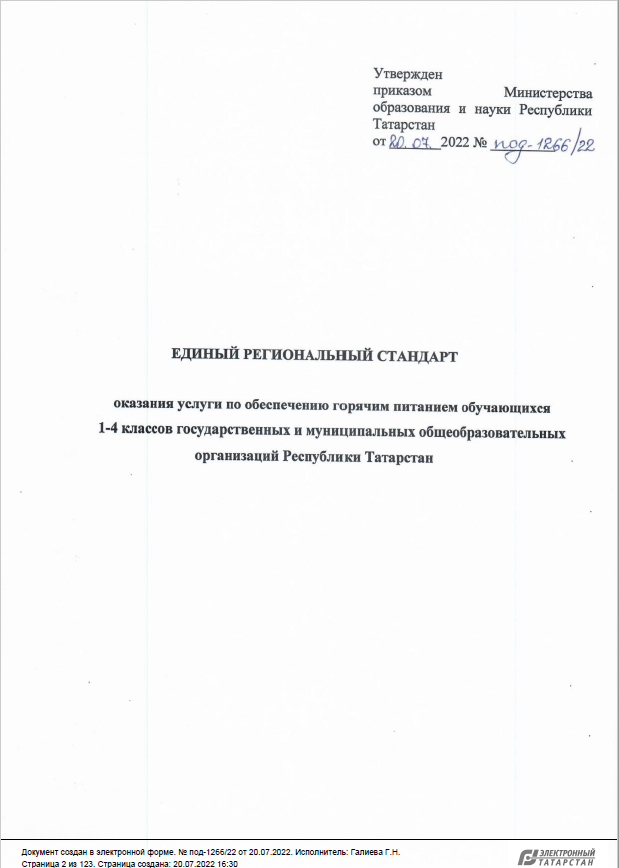 Утвержден
приказом Министерства
образования и науки Республики
Татарстан
от 20.07. 2022 № под-1266/22
ЕДИНЫЙ РЕГИОНАЛЬНЫЙ СТАНДАРТ
оказания услуги по обеспечению горячим питанием обучающихся
1-4 классов государственных и муниципальных общеобразовательных
организаций Республики Татарстан
Документ создан в электронной форме. № под-1266/22 от 20.07.2022. Исполнитель: Галиева Г.Н.
Страница 2 из 123. Страница создана: 20.07.2022 16:30
ЭЛЕКТРОННЫЙ
ТАТАРСТАН